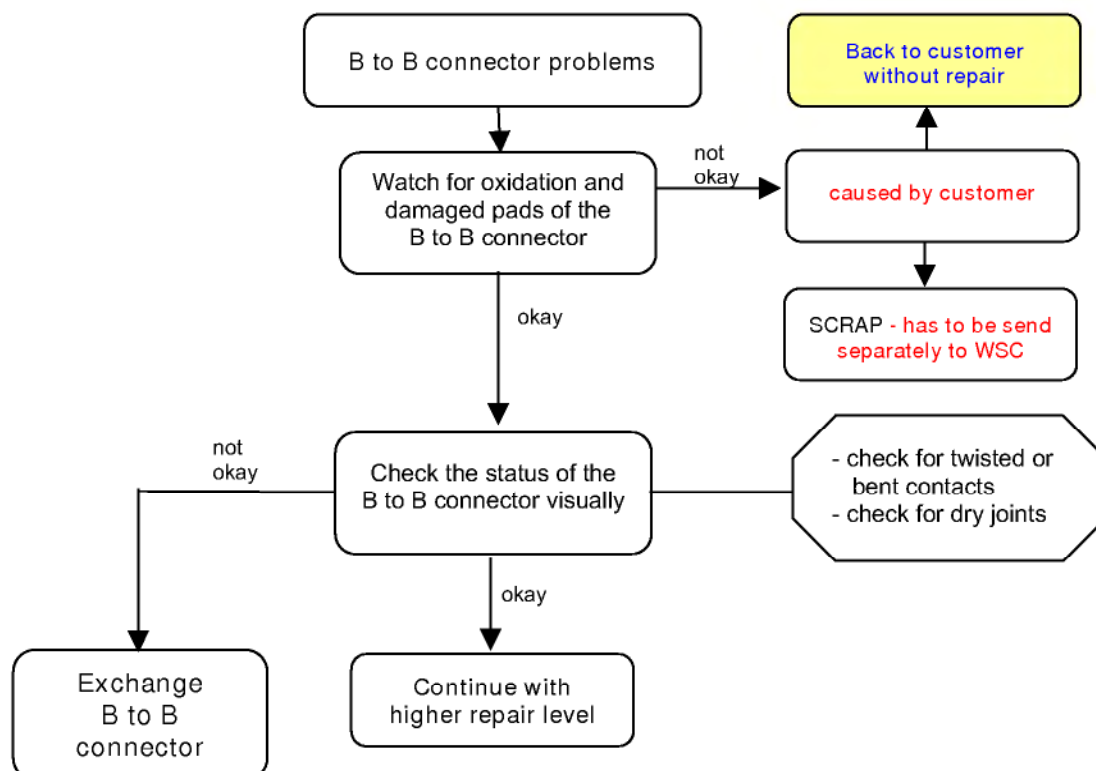 B to B connector problems
Back to customer
without repair
not
okay
Watch for oxidation and
damaged pads of the
B to B connector
caused by customer
okay
SCRAP - has to be send
separately to WSC
not
okay
Check the status of the
B to B connector visually
- check for twisted or
bent contacts
- check for dry joints
okay
Exchange
B to B
connector
Continue with
higher repair level